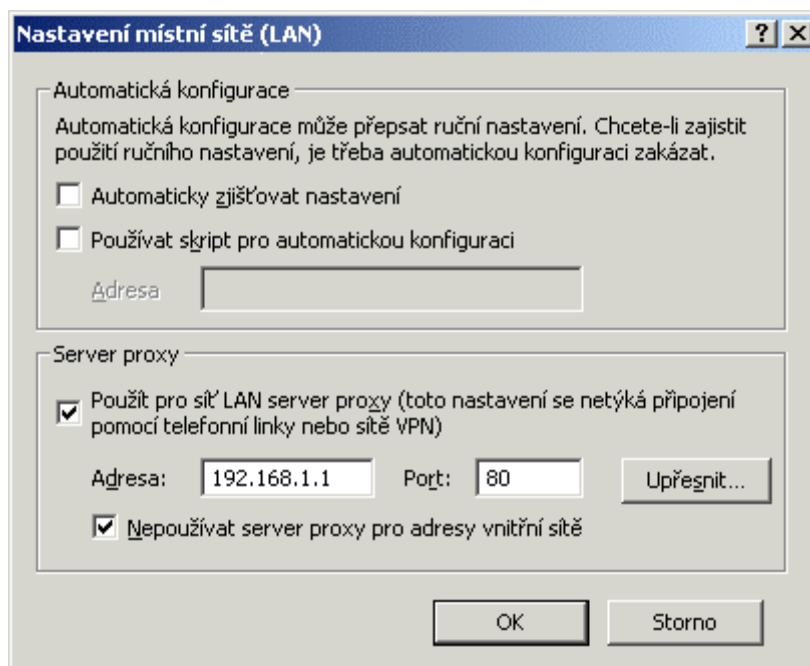 Nastavení místní sítě (LAN)
Automatická konfigurace
Automatická konfigurace může přepsat ruční nastavení. Chcete-li zajistit
použití ručního nastavení, je třeba automatickou konfiguraci zakázat.
Automaticky zjišťovat nastavení
Používat skript pro automatickou konfiguraci
Adresa
Server proxy
Použít pro síť LAN server proxy (toto nastavení se netýká připojení
pomocí telefonní linky nebo sítě VPN)
Adresa: 192.168.1.1 Port: 80 Upřesnit...
Nepoužívat server proxy pro adresy vnitřní sítě
OK Storno